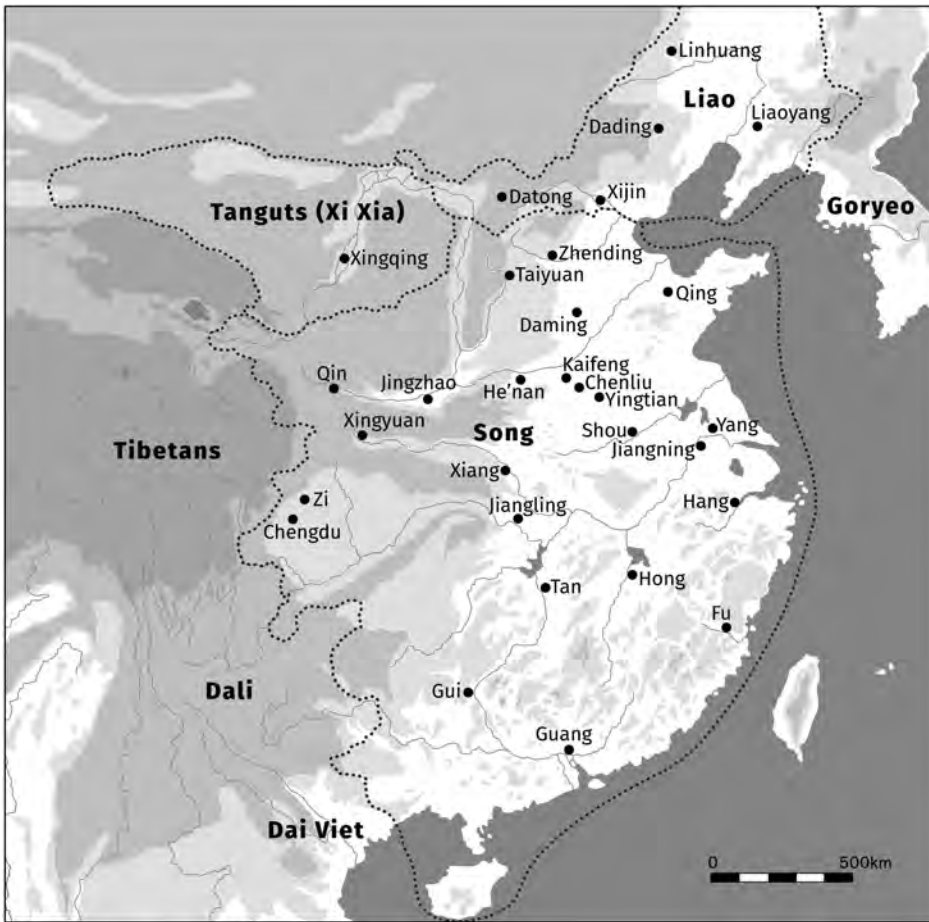 Linhuang
Liao
Liaoyang
Dading
Datong
Xijin
Tanguts (Xi Xia)
Goryeo
Xingqing
Zhending
Taiyuan
Qing
Daming
Kaifeng
Qin
Jingzhao
He'nan
Chenliu
Yingtian
Xingyuan
Song
Shou
Yang
Tibetans
Jiangning
Xiang
Zi
Jiangling
Hang
Chengdu
Tan
Hong
Fu
Dali
Gui
Guang
Dai Viet
0 500km